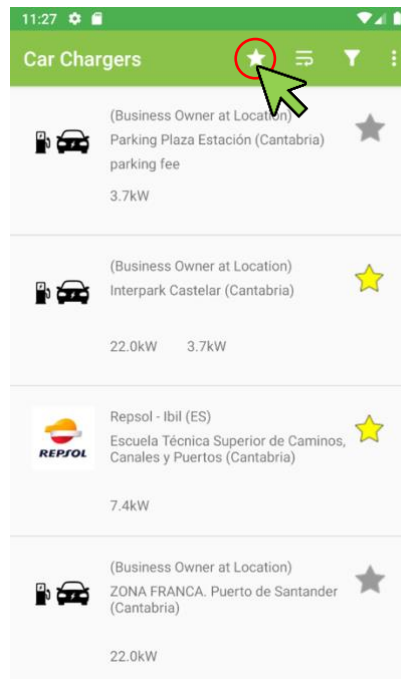 11:27
Car Chargers
(Business Owner at Location)
Parking Plaza Estación (Cantabria)
parking fee
3.7kW
(Business Owner at Location)
Interpark Castelar (Cantabria)
22.0kW 3.7kW
Repsol - Ibil (ES)
Escuela Técnica Superior de Caminos,
Canales y Puertos (Cantabria)
REPSOL
7.4kW
(Business Owner at Location)
ZONA FRANCA. Puerto de Santander
(Cantabria)
22.0kW